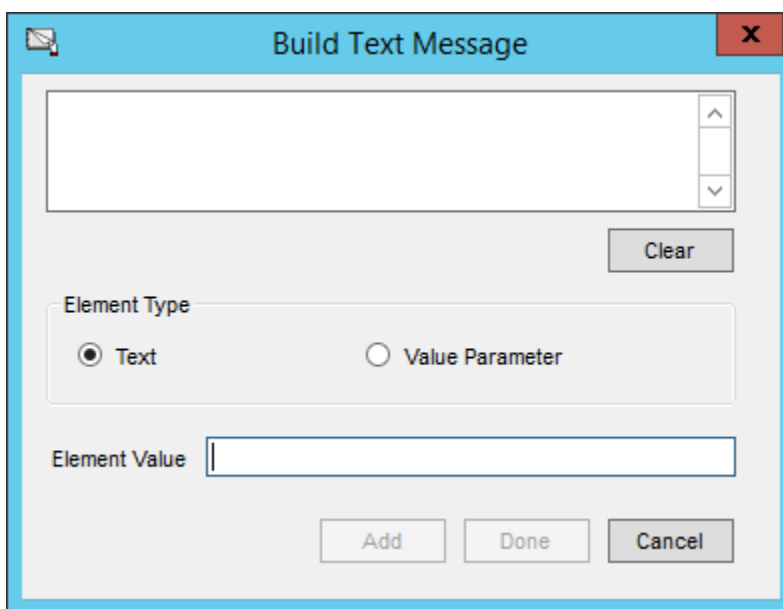 Build Text Message
x
Clear
Element Type
Text Value Parameter
Element Value
Add Done Cancel